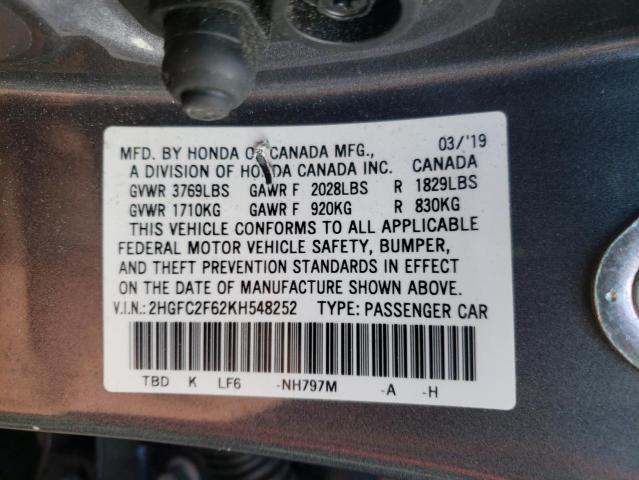 MFD. BY HONDA OF CANADA MFG., 03/'19
A DIVISION OF HONDA CANADA INC. CANADA
GVWR 3769LBS GAWR F 2028LBS R 1829LBS
GVWR 1710KG GAWR F 920KG R 830KG
THIS VEHICLE CONFORMS TO ALL APPLICABLE
FEDERAL MOTOR VEHICLE SAFETY, BUMPER,
AND THEFT PREVENTION STANDARDS IN EFFECT
ON THE DATE OF MANUFACTURE SHOWN ABOVE.
V.I.N.: 2HGFC2F62KH548252 TYPE: PASSENGER CAR
TBD K LF6 -NH797M -A -H